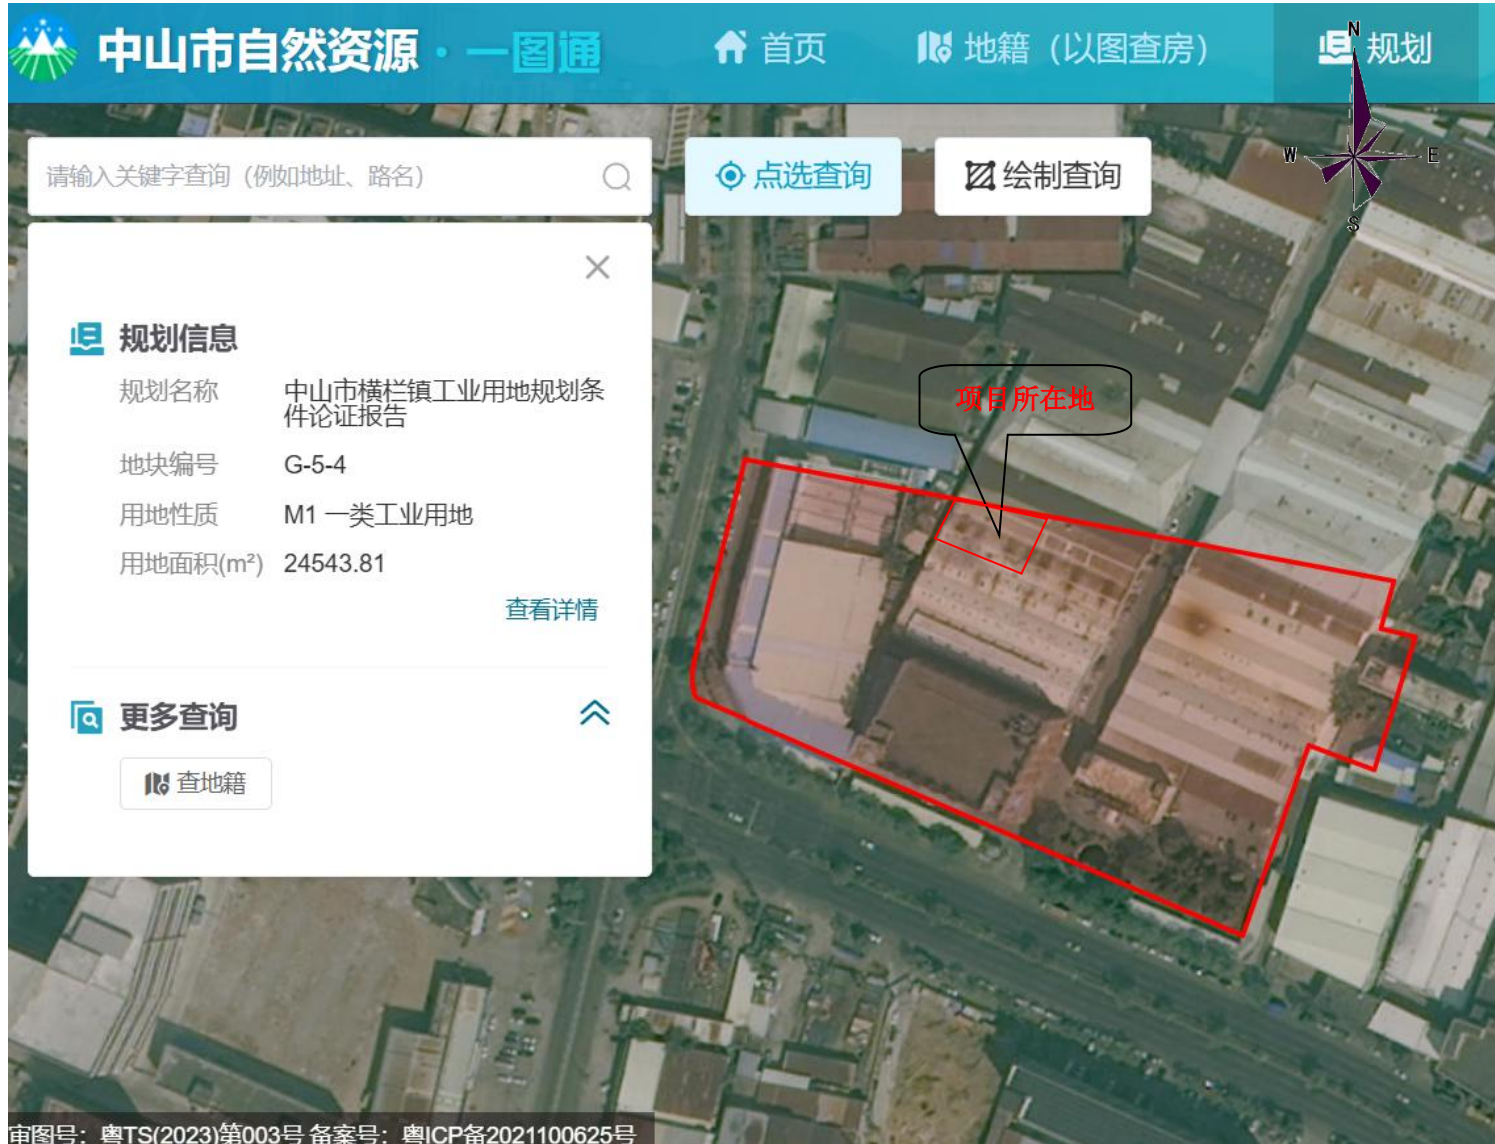 中山市自然资源·一图通
首页
地籍（以图查房）
规划
N
W
E
S
请输入关键字查询（例如地址、路名）
点选查询
绘制查询
规划信息
规划名称 中山市横栏镇工业用地规划条
件论证报告
地块编号 G-5-4
用地性质 M1 一类工业用地
用地面积(m²) 24543.81
查看详情
更多查询
查地籍
项目所在地
审图号：粤TS(2023)第003号 备案号：粤ICP备2021100625号